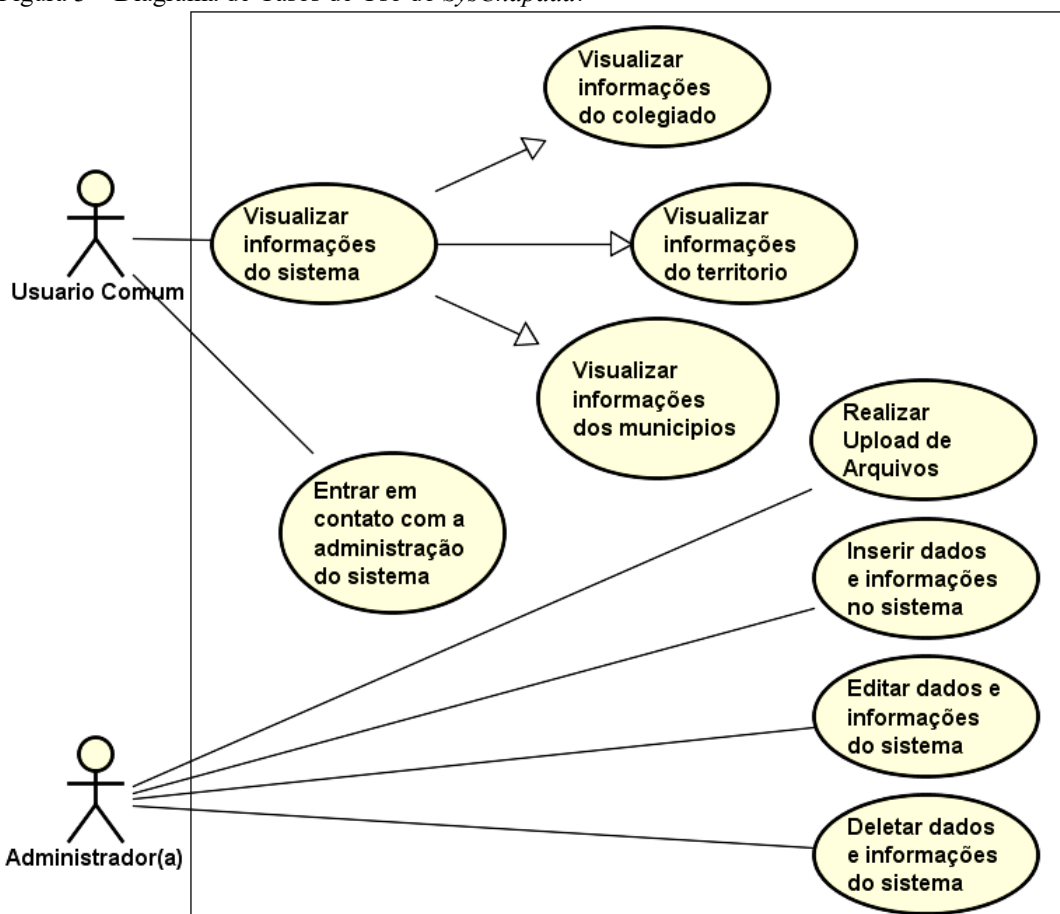 Figura 3 – Diagrama de Casos de Uso do SysChapada.
Visualizar
informações
do colegiado
Visualizar
informações
do sistema
Visualizar
informações
do territorio
Usuario Comum
Visualizar
informações
dos municipios
Realizar
Upload de
Arquivos
Entrar em
contato com a
administração
do sistema
Inserir dados
e informações
no sistema
Editar dados e
informações
do sistema
Administrador(a)
Deletar dados
e informações
do sistema